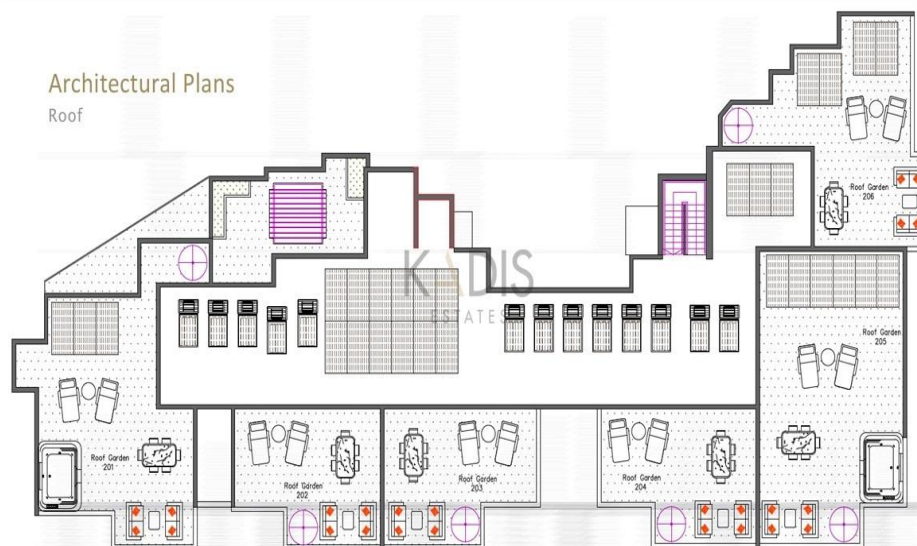 Architectural Plans
Roof
Roof Garden
206
KADIS
ESTATES
Roof Garden
205
Roof Garden
201
Roof Garden
202
Roof Garden
203
Roof Garden
204